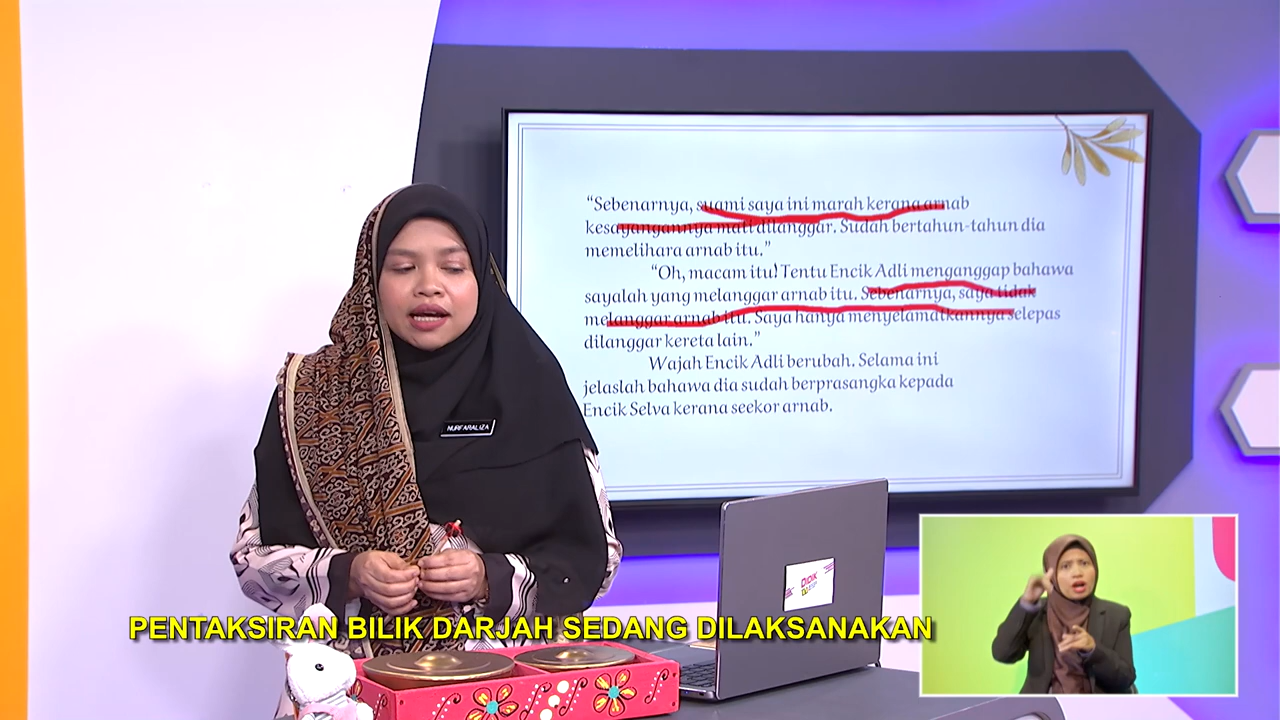 “Sebenarnya, suami saya ini marah kerana arnab
kesayangannya mati dilanggar. Sudah bertahun-tahun dia
memelihara arnab itu.”
“Oh, macam itu! Tentu Encik Adli menganggap bahawa
sayalah yang melanggar arnab itu. Sebenarnya, saya tidak
melanggar arnab itu. Saya hanya menyelamatkannya selepas
dilanggar kereta lain.”
Wajah Encik Adli berubah. Selama ini
jelaslah bahawa dia sudah berprasangka kepada
Encik Selva kerana seekor arnab.
NURFARALIZA
DIDIK
PENTAKSIRAN BILIK DARJAH SEDANG DILAKSANAKAN